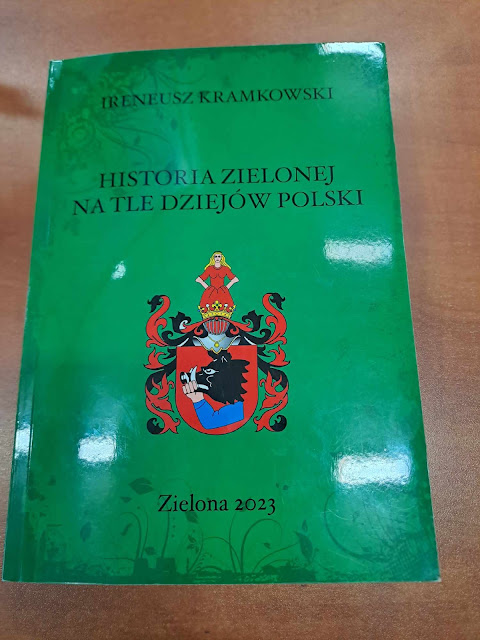 IRENEUSZ KRAMKOWSKI
HISTORIA ZIELONEJ
NA TLE DZIEJÓW POLSKI
Zielona 2023